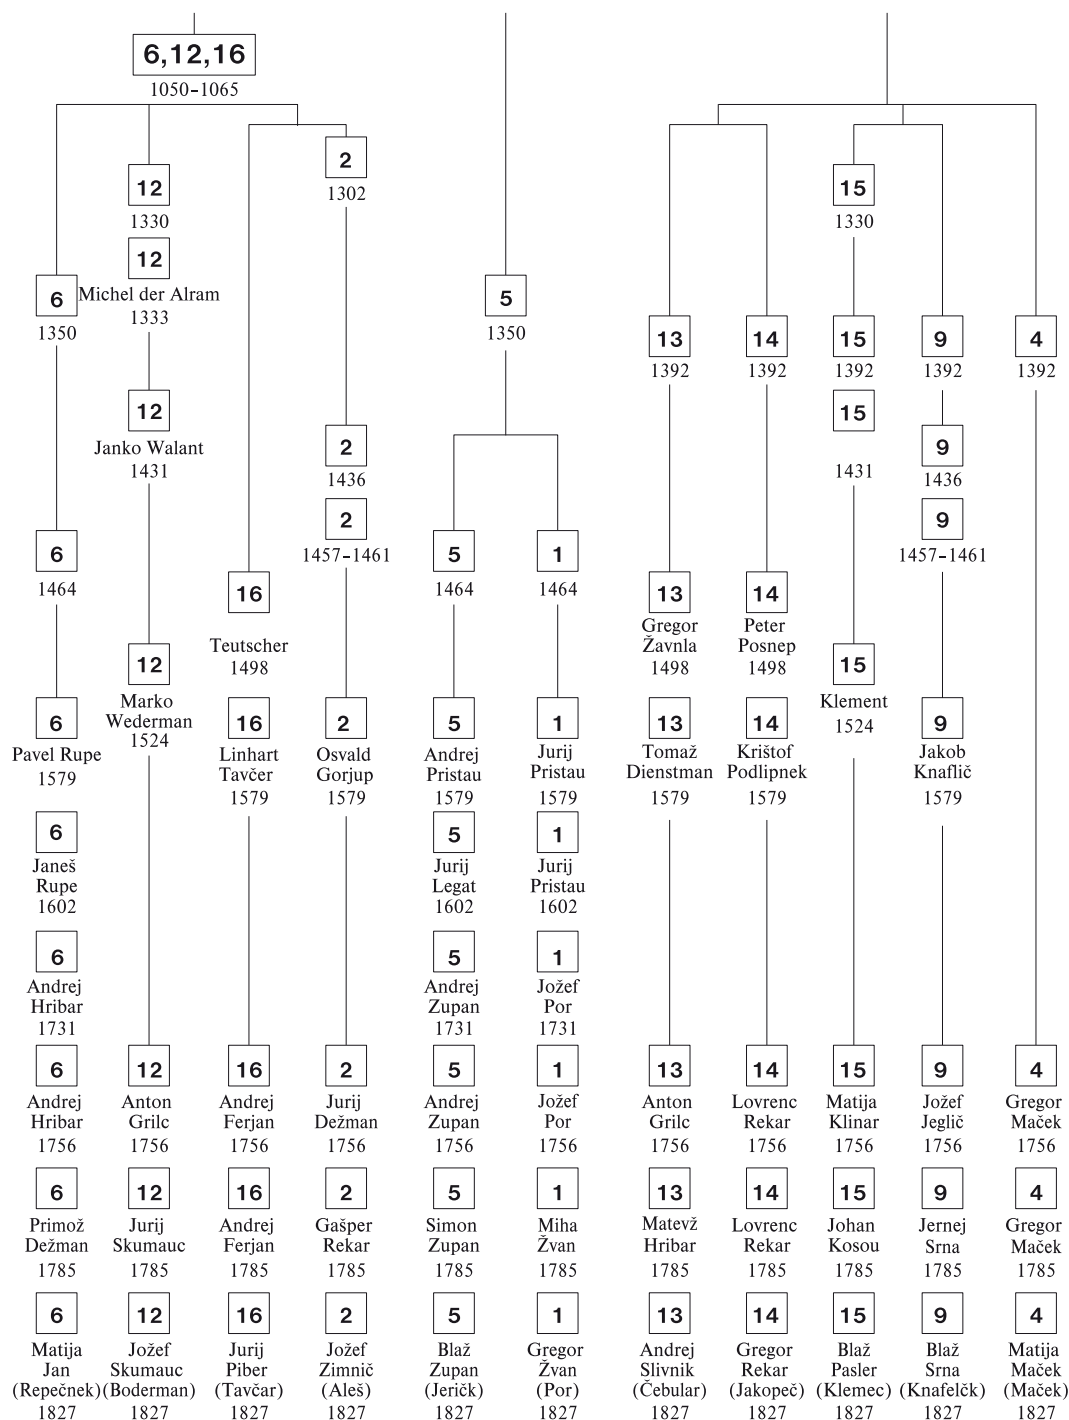 6,12,16
1050–1065
2
1302
12
1330
15
1330
12
Michel der Alram
1333
6
1350
5
1350
13
1392
14
1392
15
1392
9
1392
4
1392
12
Janko Walant
1431
15
1431
2
1436
9
1436
2
1457–1461
9
1457–1461
6
1464
5
1464
1
1464
16
Teutscher
1498
13
Gregor
Žavnla
1498
14
Peter
Posnep
1498
12
Marko
Wederman
1524
15
Klement
1524
6
Pavel Rupe
1579
16
Linhart
Tavčer
1579
2
Osvald
Gorjup
1579
5
Andrej
Pristau
1579
1
Jurij
Pristau
1579
13
Tomaž
Dienstman
1579
14
Krištof
Podlipnek
1579
9
Jakob
Knaflič
1579
6
Janeš
Rupe
1602
5
Jurij
Legat
1602
1
Jurij
Pristau
1602
6
Andrej
Hribar
1731
5
Andrej
Zupan
1731
1
Jožef
Por
1731
6
Andrej
Hribar
1756
12
Anton
Grilc
1756
16
Andrej
Ferjan
1756
2
Jurij
Dežman
1756
5
Andrej
Zupan
1756
1
Jožef
Por
1756
13
Anton
Grilc
1756
14
Lovrenc
Rekar
1756
15
Matija
Klinar
1756
9
Jožef
Jeglič
1756
4
Gregor
Maček
1756
6
Primož
Dežman
1785
12
Jurij
Skumauc
1785
16
Andrej
Ferjan
1785
2
Gašper
Rekar
1785
5
Simon
Zupan
1785
1
Miha
Žvan
1785
13
Matevž
Hribar
1785
14
Lovrenc
Rekar
1785
15
Johan
Kosou
1785
9
Jernej
Srna
1785
4
Gregor
Maček
1785
6
Matija
Jan
(Repečnek)
1827
12
Jožef
Skumauc
(Boderman)
1827
16
Jurij
Piber
(Tavčar)
1827
2
Jožef
Zimnič
(Aleš)
1827
5
Blaž
Zupan
(Jeričk)
1827
1
Gregor
Žvan
(Por)
1827
13
Andrej
Slivnik
(Čebular)
1827
14
Gregor
Rekar
(Jakopeč)
1827
15
Blaž
Pasler
(Klemec)
1827
9
Blaž
Srna
(Knafelčk)
1827
4
Matija
Maček
(Maček)
1827